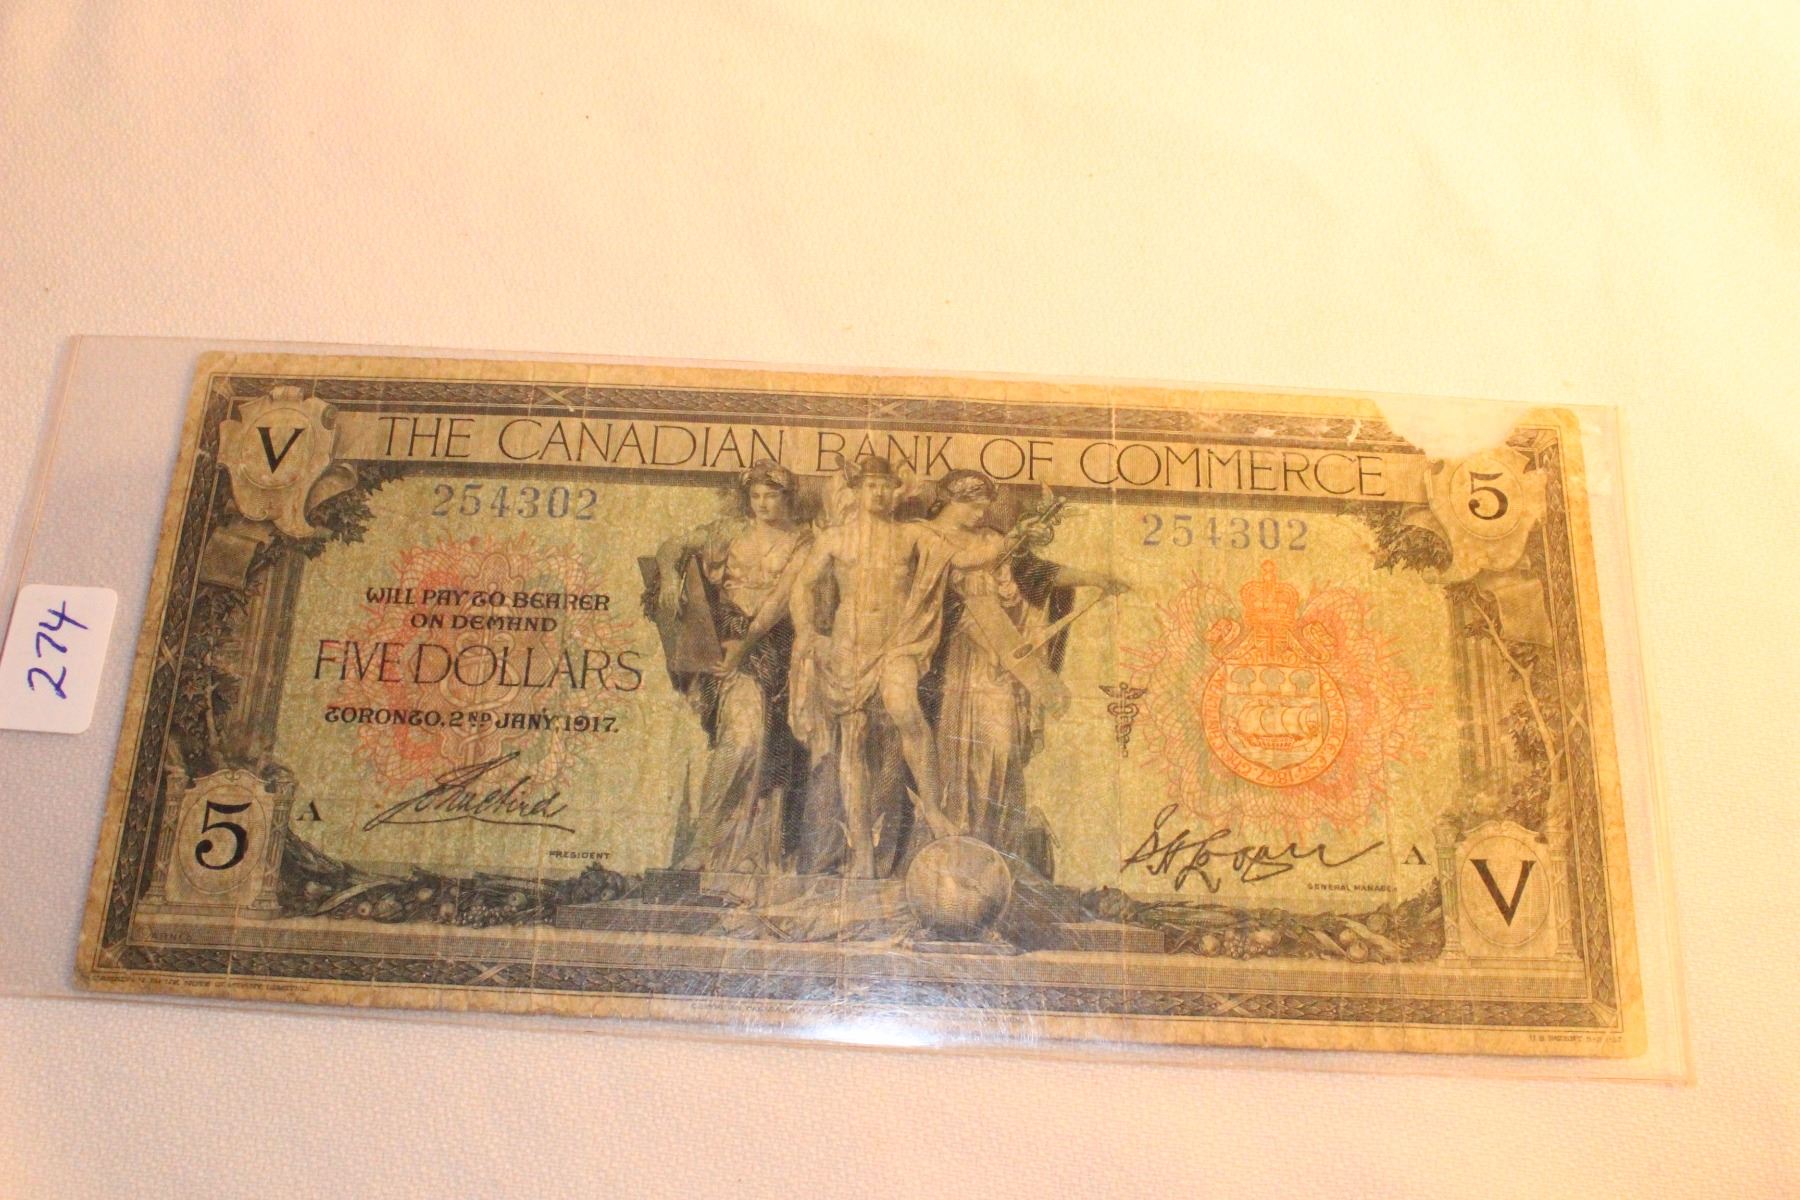 THE CANADIAN BANK OF COMMERCE
V
5
254302
254302
WILL PAY TO BEARER
ON DEMAND
FIVE DOLLARS
TORONTO, 2ND JANY, 1917.
274
5
A
PRESIDENT
A
GENERAL MANAGER
V